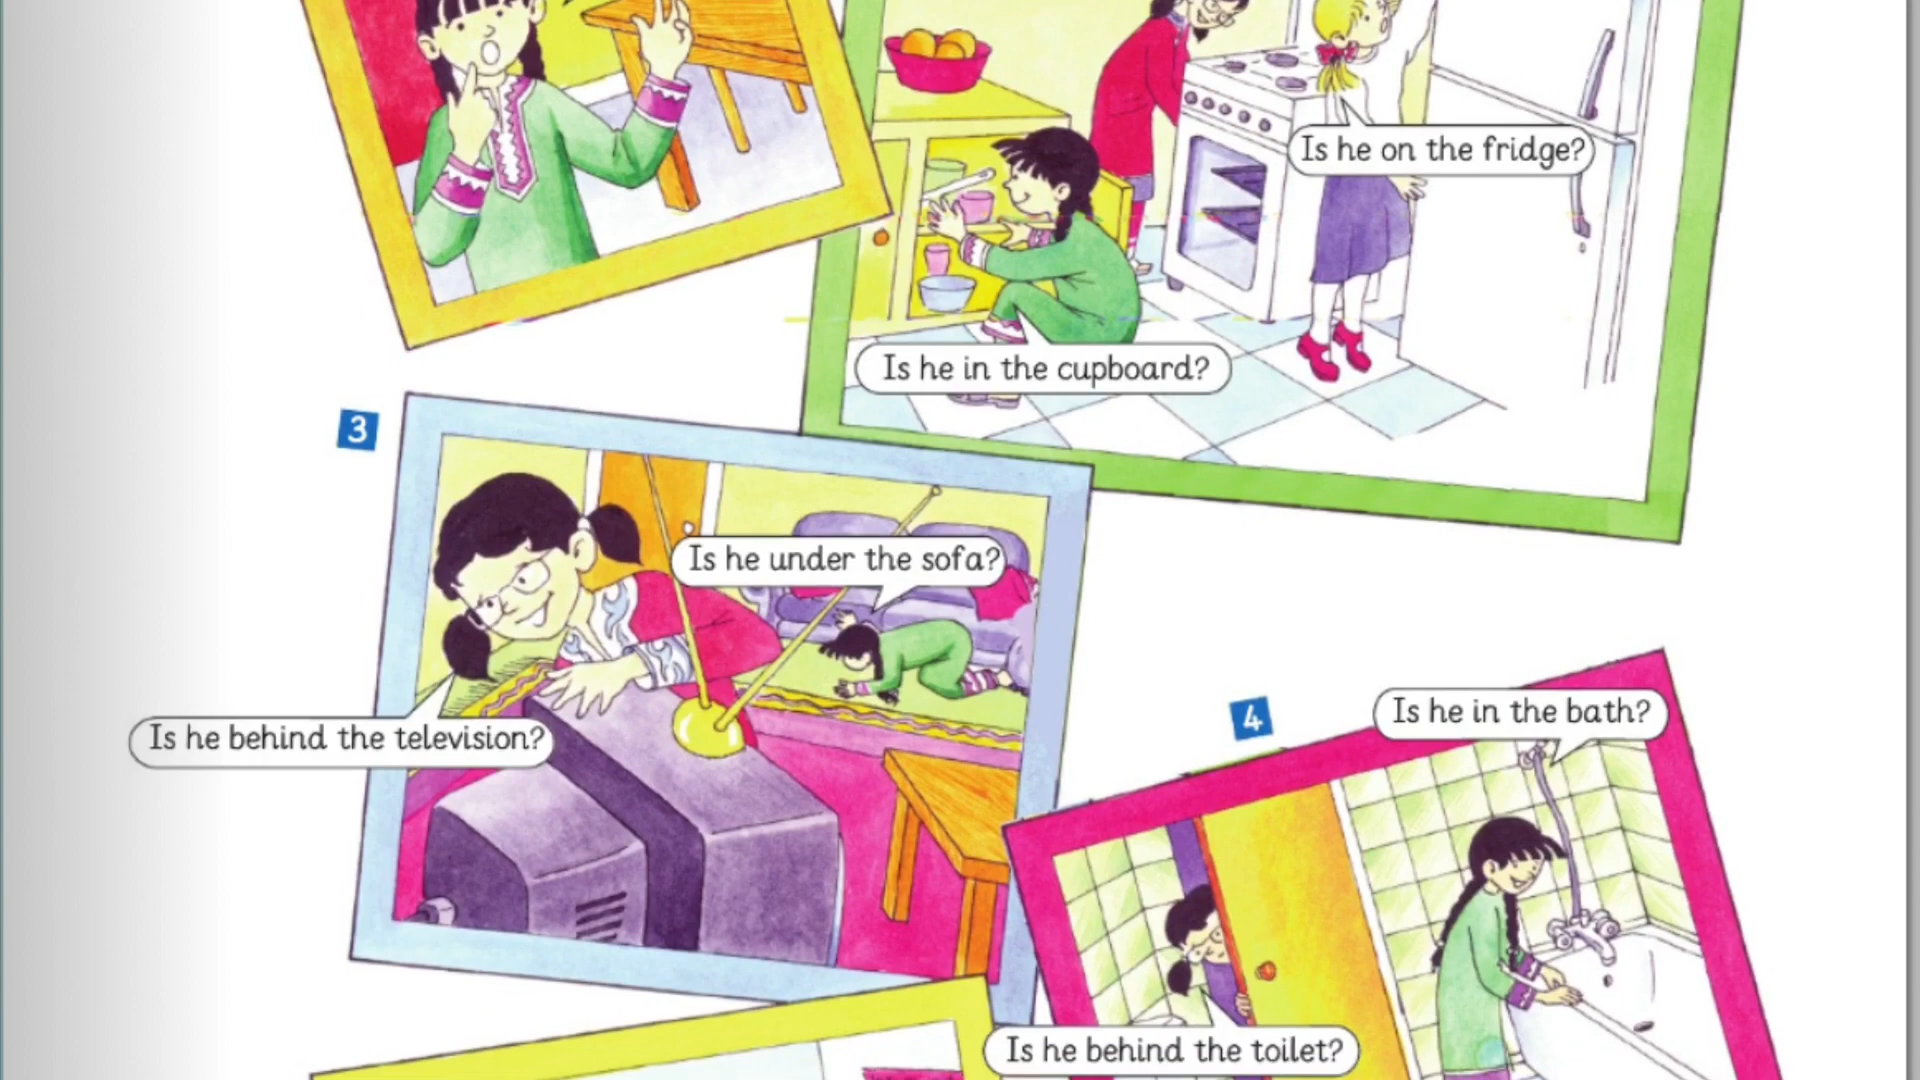 Is he on the fridge?
Is he in the cupboard?
3
Is he under the sofa?
Is he behind the television?
4
Is he in the bath?
Is he behind the toilet?